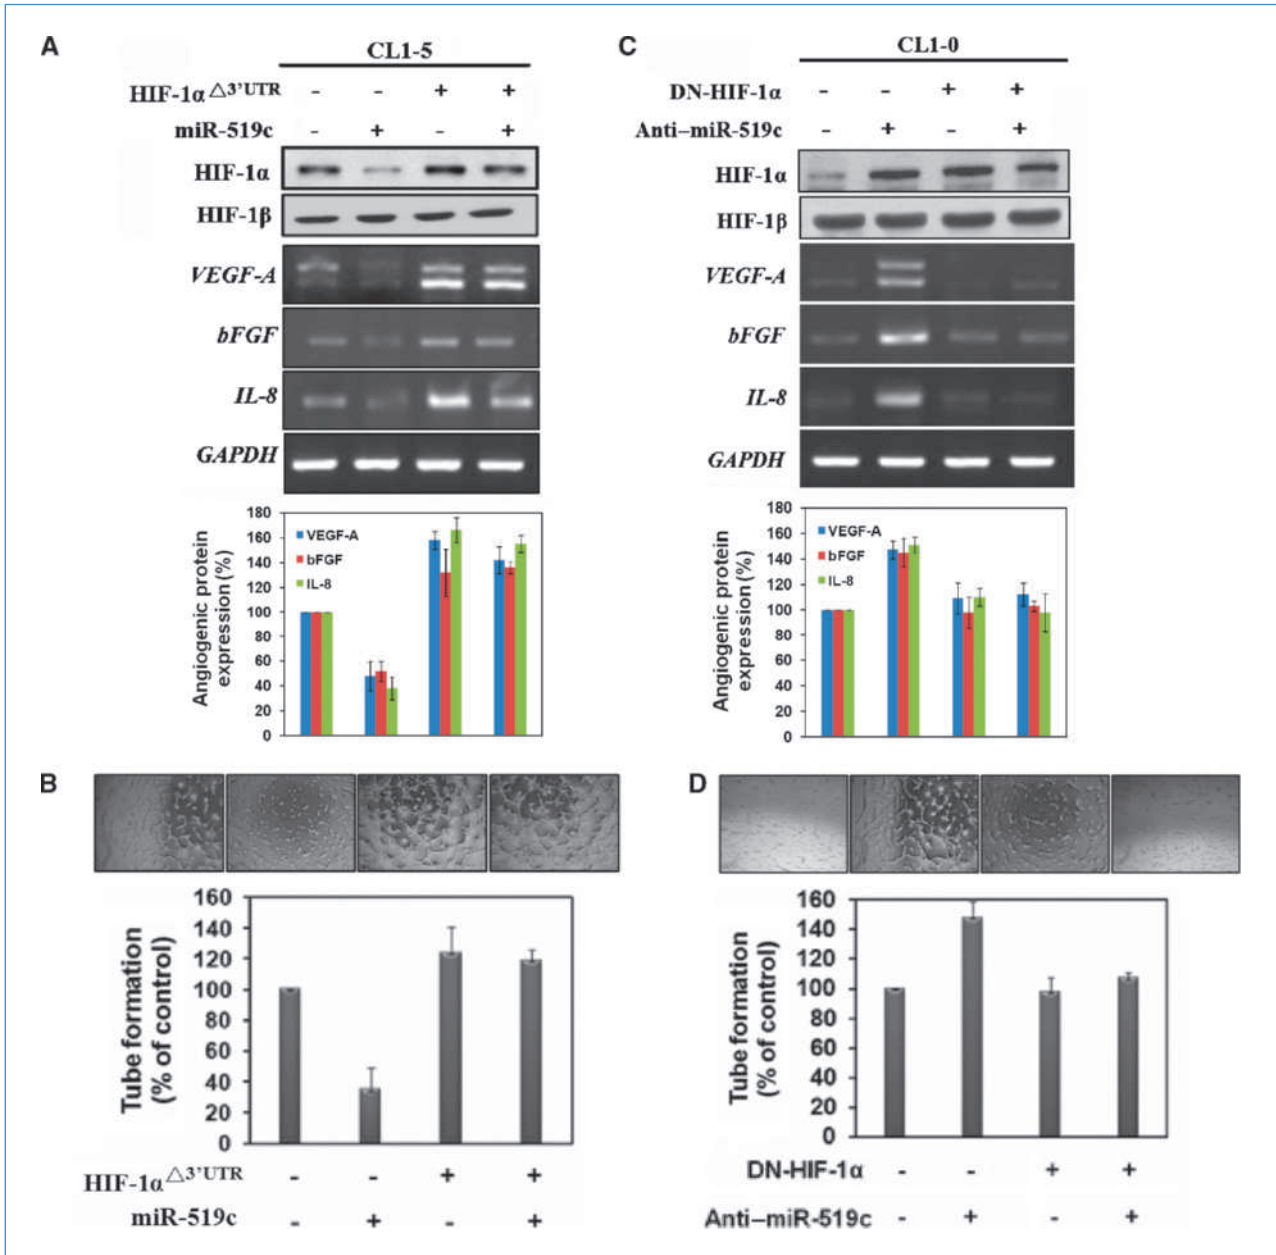 A
CL1-5
HIF-1α △3'UTR - - + +
miR-519c - + - +
HIF-1α
HIF-1β
VEGF-A
bFGF
IL-8
GAPDH
Angiogenic protein
expression (%)
180
160
140
120
100
80
60
40
20
0
VEGF-A
bFGF
IL-8
C
CL1-0
DN-HIF-1α - - + +
Anti–miR-519c - + - +
HIF-1α
HIF-1β
VEGF-A
bFGF
IL-8
GAPDH
Angiogenic protein
expression (%)
180
160
140
120
100
80
60
40
20
0
VEGF-A
bFGF
IL-8
B
Tube formation
(% of control)
160
140
120
100
80
60
40
20
0
HIF-1α △3'UTR - - + +
miR-519c - + - +
D
Tube formation
(% of control)
160
140
120
100
80
60
40
20
0
DN-HIF-1α - - + +
Anti–miR-519c - + - +